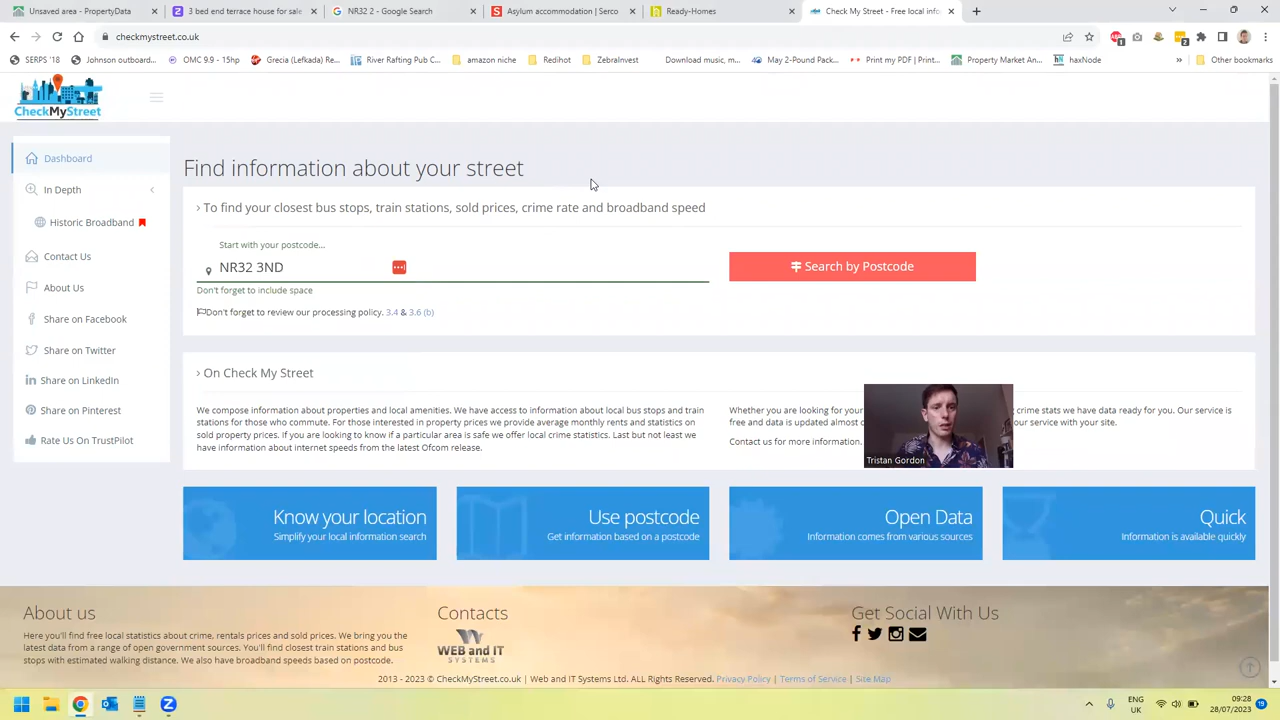 Unsaved area - PropertyData
3 bed end terrace house for sale
NR32 2 - Google Search
Asylum accommodation | Serco
Ready-Homes
Check My Street - Free local inf
checkmystreet.co.uk
SERPS '18
Johnson outboard...
OMC 9.9 - 15hp
Grecia (Lefkada) Re...
River Rafting Pub C...
amazon niche
Redihot
ZebraInvest
Download music, m...
May 2-Pound Pack...
Print my PDF | Print...
Property Market An...
haxNode
»
Other bookmarks
CheckMyStreet
Dashboard
In Depth
Historic Broadband
Contact Us
About Us
Share on Facebook
Share on Twitter
Share on LinkedIn
Share on Pinterest
Rate Us On TrustPilot
Find information about your street
To find your closest bus stops, train stations, sold prices, crime rate and broadband speed
Start with your postcode...
NR32 3ND
Search by Postcode
Don't forget to include space
Don't forget to review our processing policy. 3.4 & 3.6 (b)
On Check My Street
We compose information about properties and local amenities. We have access to information about local bus stops and train
stations for those who commute. For those interested in property prices we provide average monthly rents and statistics on
sold property prices. If you are looking to know if a particular area is safe we offer local crime statistics. Last but not least we
have information about internet speeds from the latest Ofcom release.
Whether you are looking for your crime stats we have data ready for you. Our service is
free and data is updated almost our service with your site.
Contact us for more information.
Tristan Gordon
Know your location
Simplify your local information search
Use postcode
Get information based on a postcode
Open Data
Information comes from various sources
Quick
Information is available quickly
About us
Here you'll find free local statistics about crime, rentals prices and sold prices. We bring you the
latest data from a range of open government sources. You'll find closest train stations and bus
stops with estimated walking distance. We also have broadband speeds based on postcode.
Contacts
WEB and IT
SYSTEMS
Get Social With Us
2013 - 2023 © CheckMyStreet.co.uk | Web and IT Systems Ltd. ALL Rights Reserved. Privacy Policy | Terms of Service | Site Map
ENG
UK
09:28
28/07/2023
19